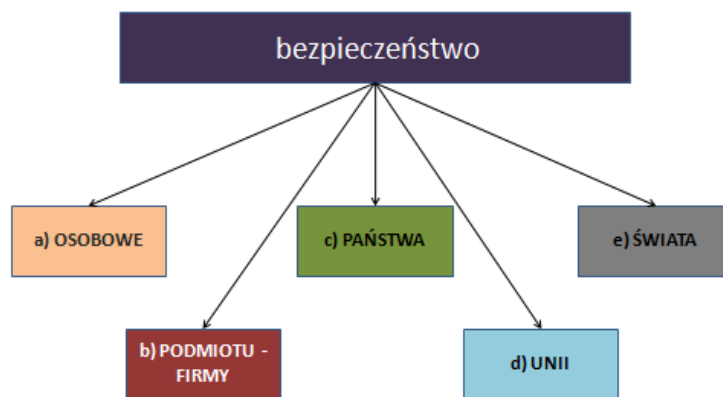 bezpieczeństwo
a) OSOBOWE
c) PAŃSTWA
e) ŚWIATA
b) PODMIOTU -
FIRMY
d) UNII